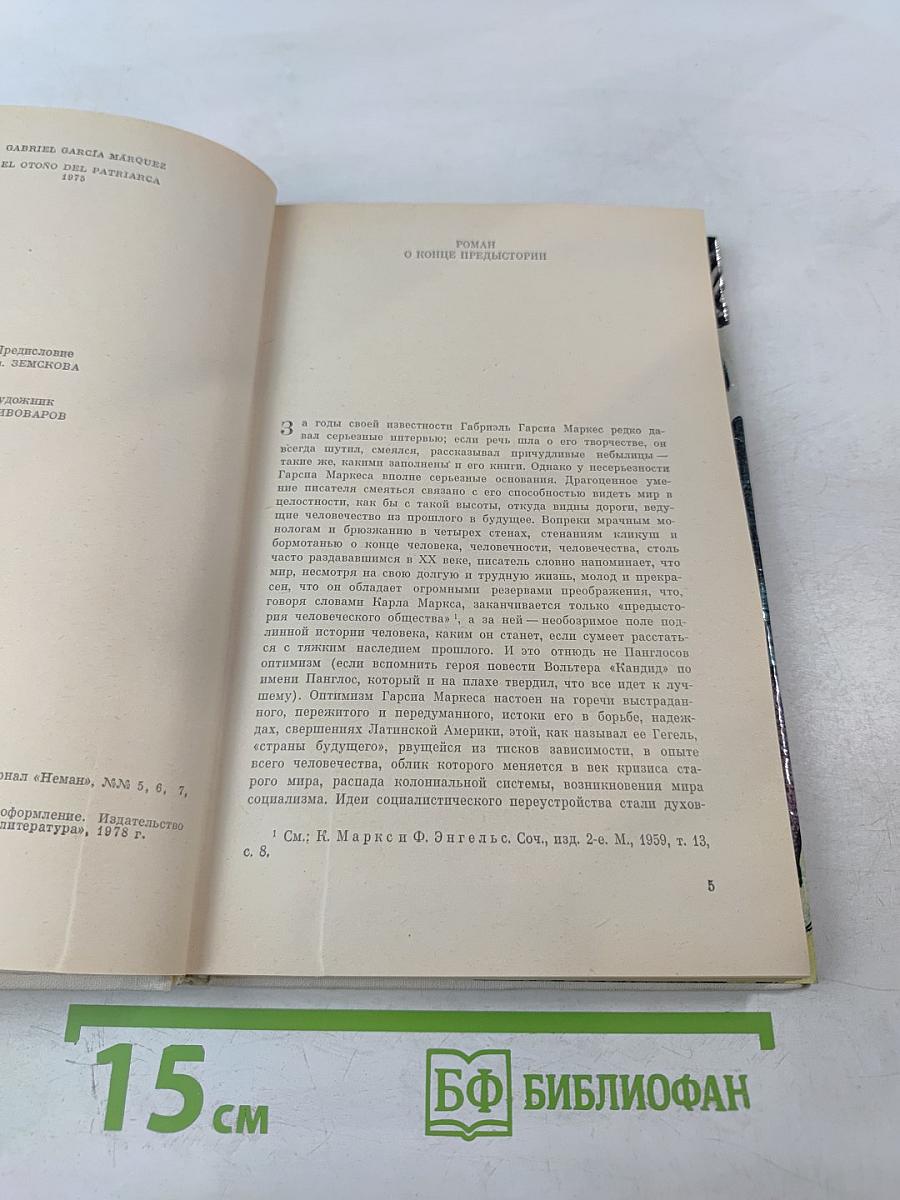 GABRIEL GARCÍA MÁRQUEZ
EL OTOÑO DEL PATRIARCA
1975
Предисловие
ЗЕМСКОВА
ИВОВАРОВ
«Неман», №№ 5, 6, 7,
оформление. Издательство
литература», 1978 г.
РОМАН
О КОНЦЕ ПРЕДЫСТОРИИ
За годы своей известности Габриэль Гарсиа Маркес редко да-
вал серьезные интервью; если речь шла о его творчестве, он
всегда шутил, смеялся, рассказывал причудливые небылицы —
такие же, какими заполнены и его книги. Однако у несерьезности
Гарсиа Маркеса вполне серьезные основания. Драгоценное уме-
ние писателя смеяться связано с его способностью видеть мир в
целостности, как бы с такой высоты, откуда видны дороги, веду-
щие человечество из прошлого в будущее. Вопреки мрачным мо-
нологам и брюзжанию в четырех стенах, стенаниям кликуш и
бормотанью о конце человека, человечности, человечества, столь
часто раздававшимся в XX веке, писатель словно напоминает, что
мир, несмотря на свою долгую и трудную жизнь, молод и прекра-
сен, что он обладает огромными резервами преображения, что,
говоря словами Карла Маркса, заканчивается только «предысто-
рия человеческого общества» ¹, а за ней — необозримое поле под-
линной истории человека, каким он станет, если сумеет расстать-
ся с тяжким наследием прошлого. И это отнюдь не Панглосов
оптимизм (если вспомнить героя повести Вольтера «Кандид» по
имени Панглос, который и на плахе твердил, что все идет к луч-
шему). Оптимизм Гарсиа Маркеса настоен на горечи выстрадан-
ного, пережитого и передуманного, истоки его в борьбе, надеж-
дах, свершениях Латинской Америки, этой, как называл ее Гегель,
«страны будущего», рвущейся из тисков зависимости, в опыте
всего человечества, облик которого меняется в век кризиса ста-
рого мира, распада колониальной системы, возникновения мира
социализма. Идеи социалистического переустройства стали духов-
¹ См.; К. Маркс и Ф. Энгельс. Соч., изд. 2-е. М., 1959, т. 13,
с. 8.
5
15 см
БФ БИБЛИОФАН